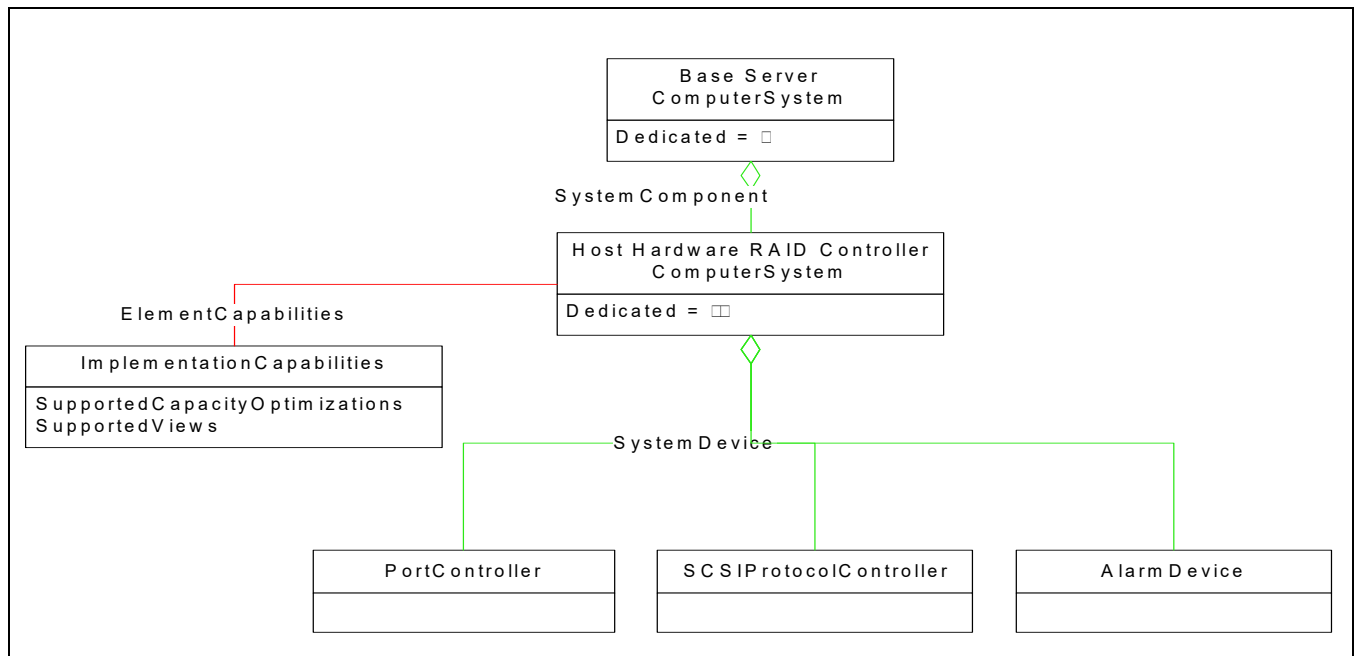 Base Server
ComputerSystem
Dedicated = □
SystemComponent
Host Hardware RAID Controller
ComputerSystem
Dedicated = □□
ElementCapabilities
ImplementationCapabilities
SupportedCapacityOptimizations
SupportedViews
SystemDevice
PortController
SCSIProtocolController
AlarmDevice